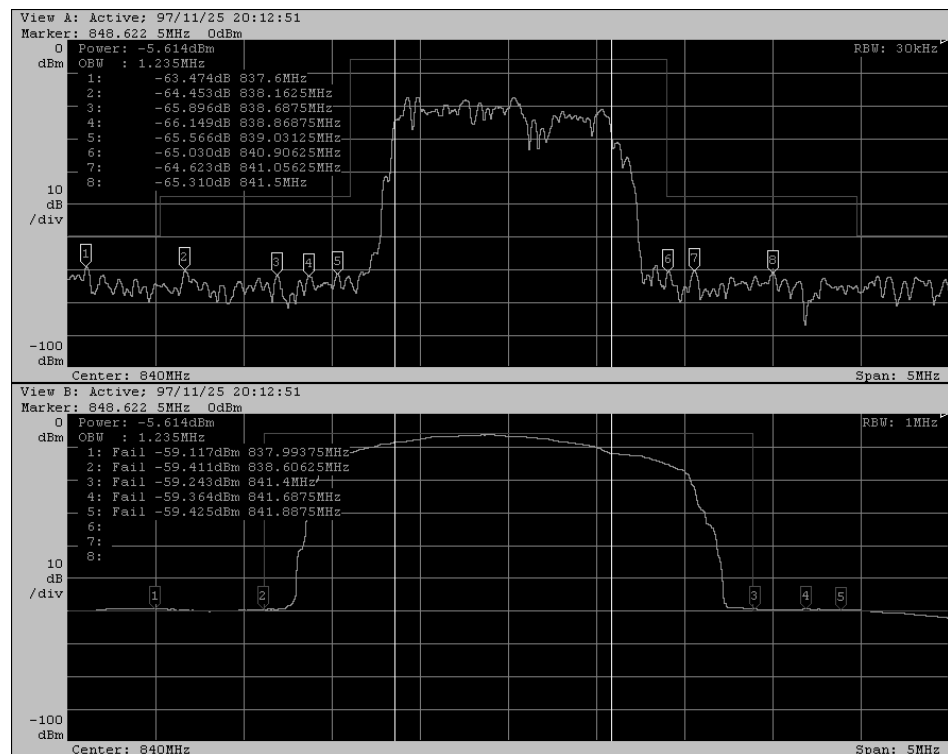 View A: Active; 97/11/25 20:12:51
Marker: 848.622 5MHz 0dBm
0
dBm
Power: -5.614dBm
OBW : 1.235MHz
RBW: 30kHz
1: -63.474dB 837.6MHz
2: -64.453dB 838.1625MHz
3: -65.896dB 838.6875MHz
4: -66.149dB 838.86875MHz
5: -65.566dB 839.03125MHz
6: -65.030dB 840.90625MHz
7: -64.623dB 841.05625MHz
8: -65.310dB 841.5MHz
10
dB
/div
1 2 3 4 5 6 7 8
-100
dBm
Center: 840MHz Span: 5MHz
View B: Active; 97/11/25 20:12:51
Marker: 848.622 5MHz 0dBm
0
dBm
Power: -5.614dBm
OBW : 1.235MHz
RBW: 1MHz
1: Fail -59.117dBm 837.99375MHz
2: Fail -59.411dBm 838.60625MHz
3: Fail -59.243dBm 841.4MHz
4: Fail -59.364dBm 841.6875MHz
5: Fail -59.425dBm 841.8875MHz
6:
7:
8:
10
dB
/div
1 2 3 4 5
-100
dBm
Center: 840MHz Span: 5MHz